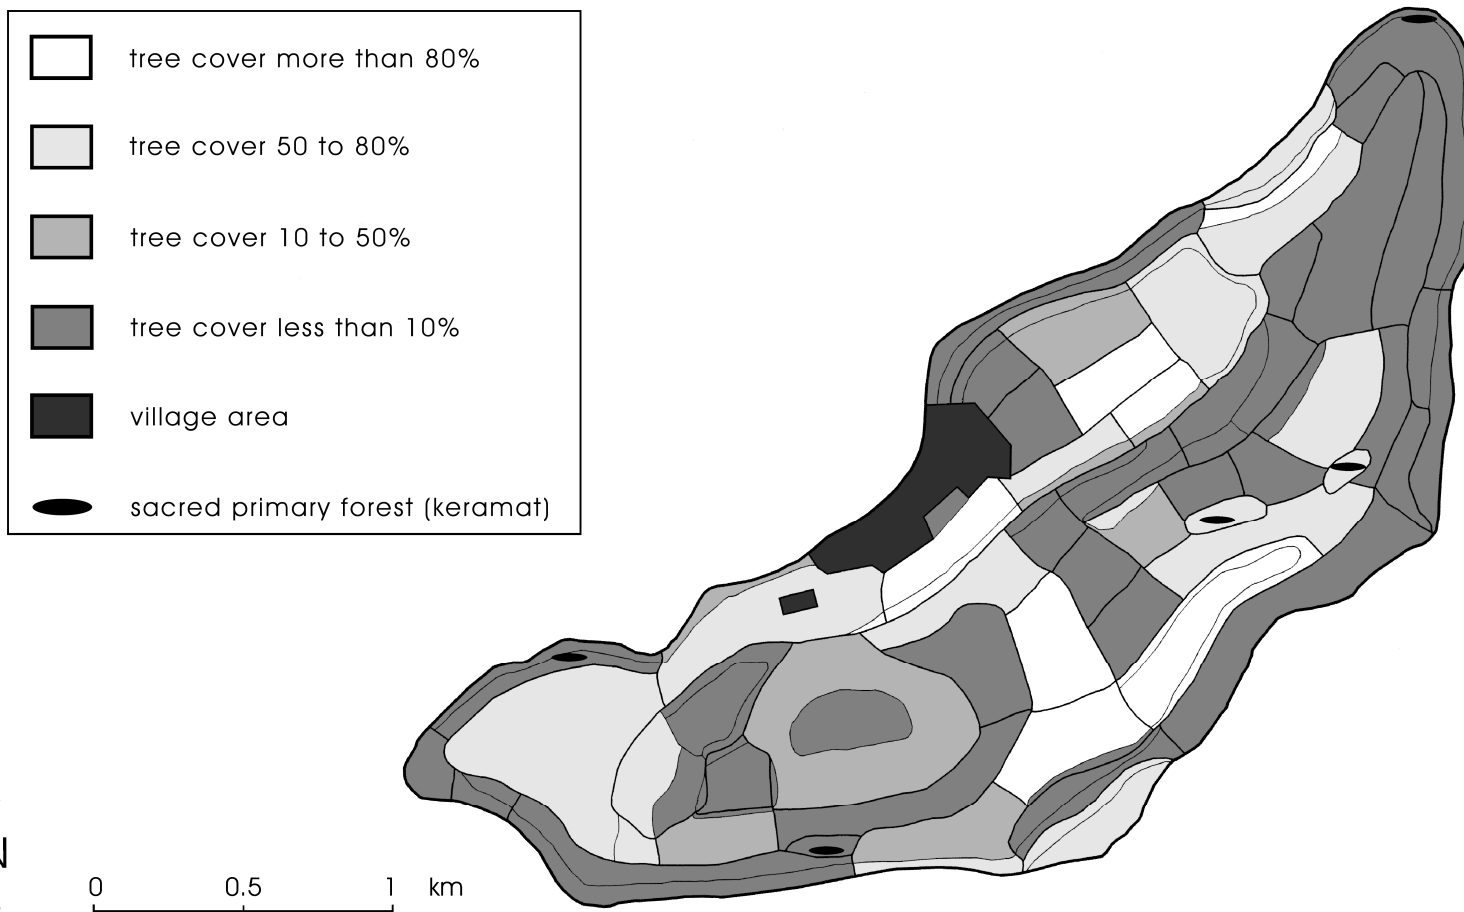 tree cover more than 80%
tree cover 50 to 80%
tree cover 10 to 50%
tree cover less than 10%
village area
sacred primary forest (keramat)
N
0 0.5 1 km